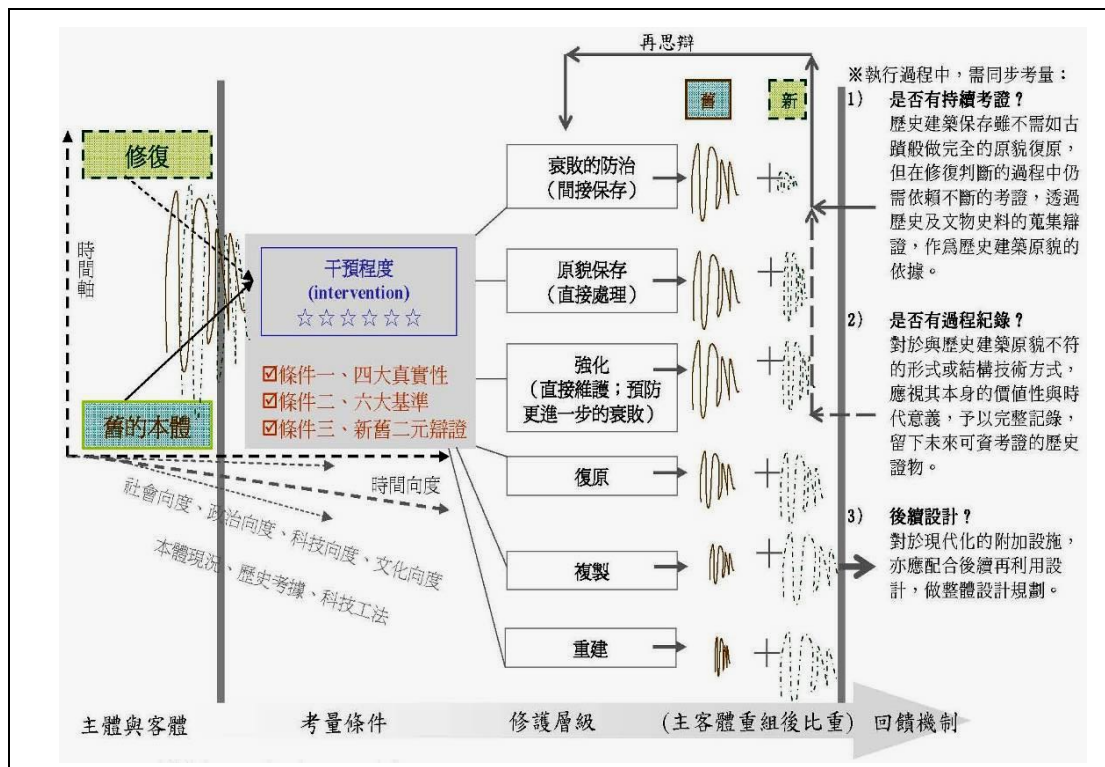 再思辯
舊
新
修復
時間軸
舊的本體
干預程度
(intervention)
☆☆☆☆☆☆
☑條件一、四大真實性
☑條件二、六大基準
☑條件三、新舊二元辯證
時間向度
社會向度、政治向度、科技向度、文化向度
本體現況、歷史考據、科技工法
衰敗的防治
(間接保存)
原貌保存
(直接處理)
強化
(直接維護；預防
更進一步的衰敗)
復原
複製
重建
※執行過程中，需同步考量：
1) 是否有持續考證？
歷史建築保存雖不需如古
蹟般做完全的原貌復原，
但在修復判斷的過程中仍
需依賴不斷的考證，透過
歷史及文物史料的蒐集辯
證，作爲歷史建築原貌的
依據。
2) 是否有過程紀錄？
對於與歷史建築原貌不符
的形式或結構技術方式，
應視其本身的價值性與時
代意義，予以完整記錄，
留下未來可資考證的歷史
證物。
3) 後續設計？
對於現代化的附加設施，
亦應配合後續再利用設
計，做整體設計規劃。
主體與客體
考量條件
修護層級
(主客體重組後比重)
回饋機制